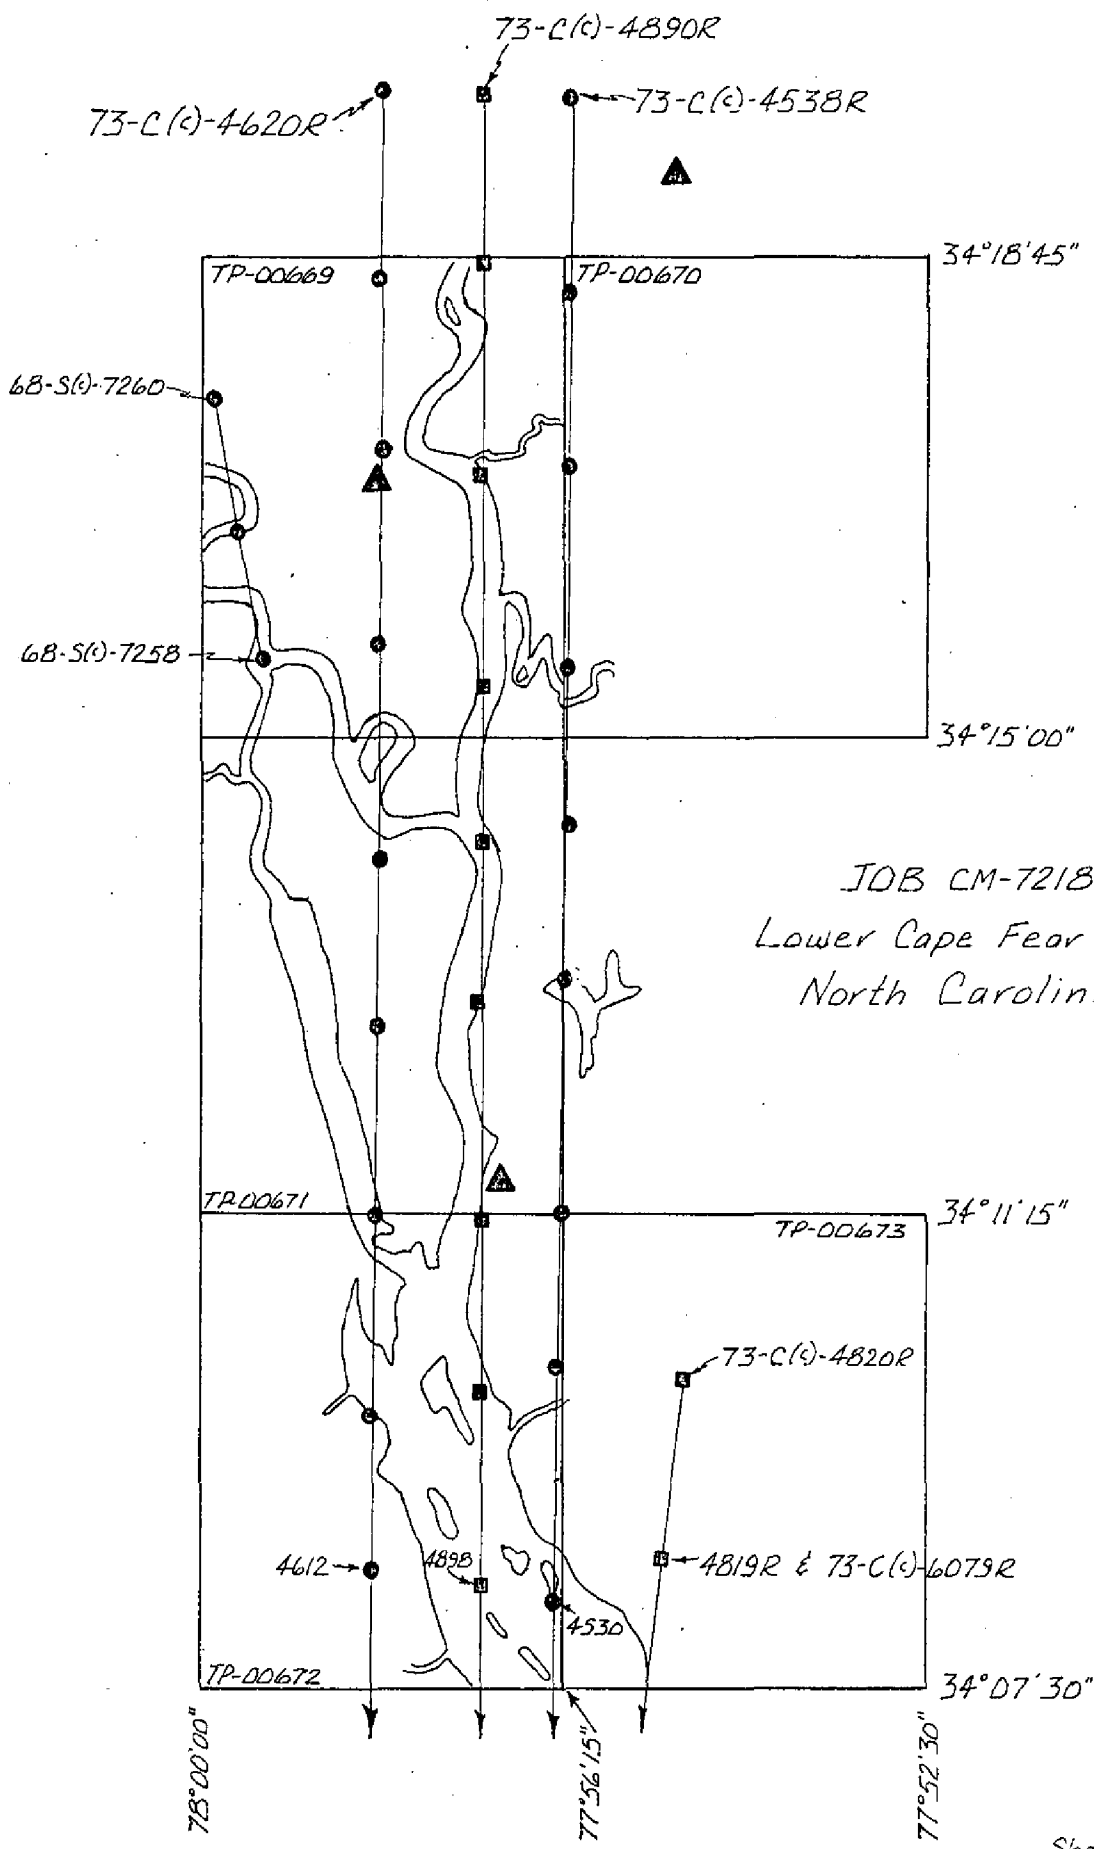 73-C(c)-4890R
73-C(c)-4620R
73-C(c)-4538R
34°18'45"
TP-00669
TP-00670
68-S(c)-7260
68-S(c)-7258
34°15'00"
JOB CM-7218
Lower Cape Fear
North Carolin
TP-00671
34°11'15"
TP-00673
73-C(c)-4820R
4612
4898
4819R & 73-C(c)-6079R
4530
TP-00672
34°07'30"
78°00'00"
77°56'15"
77°52'30"